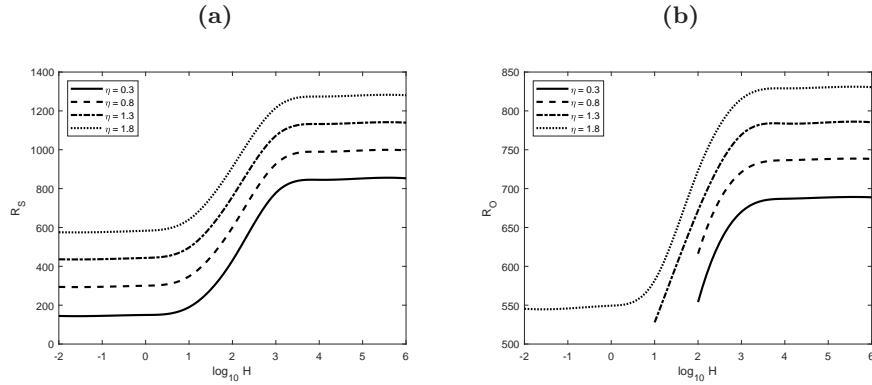 (a)
1400
1200
1000
800
600
400
200
0
R_S
-2 -1 0 1 2 3 4 5 6
log10 H
η = 0.3
η = 0.8
η = 1.3
η = 1.8
(b)
850
800
750
700
650
600
550
500
R_O
-2 -1 0 1 2 3 4 5 6
log10 H
η = 0.3
η = 0.8
η = 1.3
η = 1.8